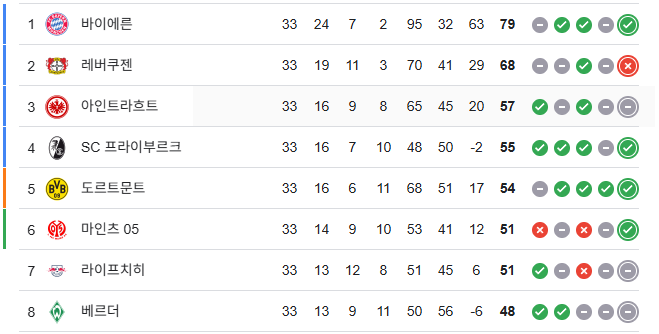 1 바이에른 33 24 7 2 95 32 63 79
2 레버쿠젠 33 19 11 3 70 41 29 68
3 아인트라흐트 33 16 9 8 65 45 20 57
4 SC 프라이부르크 33 16 7 10 48 50 -2 55
5 도르트문트 33 16 6 11 68 51 17 54
6 마인츠 05 33 14 9 10 53 41 12 51
7 라이프치히 33 13 12 8 51 45 6 51
8 베르더 33 13 9 11 50 56 -6 48